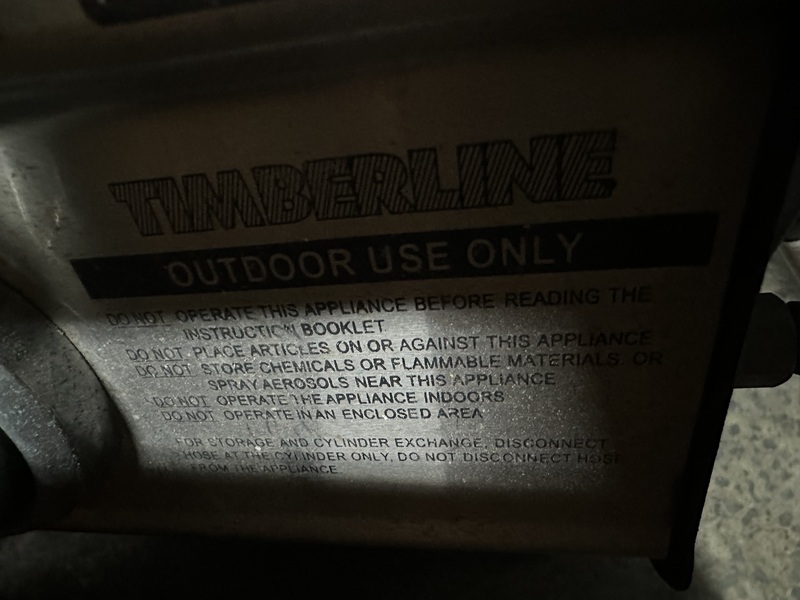 TIMBERLINE
OUTDOOR USE ONLY
DO NOT OPERATE THIS APPLIANCE BEFORE READING THE
INSTRUCTION BOOKLET
DO NOT PLACE ARTICLES ON OR AGAINST THIS APPLIANCE
DO NOT STORE CHEMICALS OR FLAMMABLE MATERIALS, OR
SPRAY AEROSOLS NEAR THIS APPLIANCE
DO NOT OPERATE THE APPLIANCE INDOORS
DO NOT OPERATE IN AN ENCLOSED AREA
FOR STORAGE AND CYLINDER EXCHANGE, DISCONNECT
HOSE AT THE CYLINDER ONLY, DO NOT DISCONNECT HOSE
FROM THE APPLIANCE